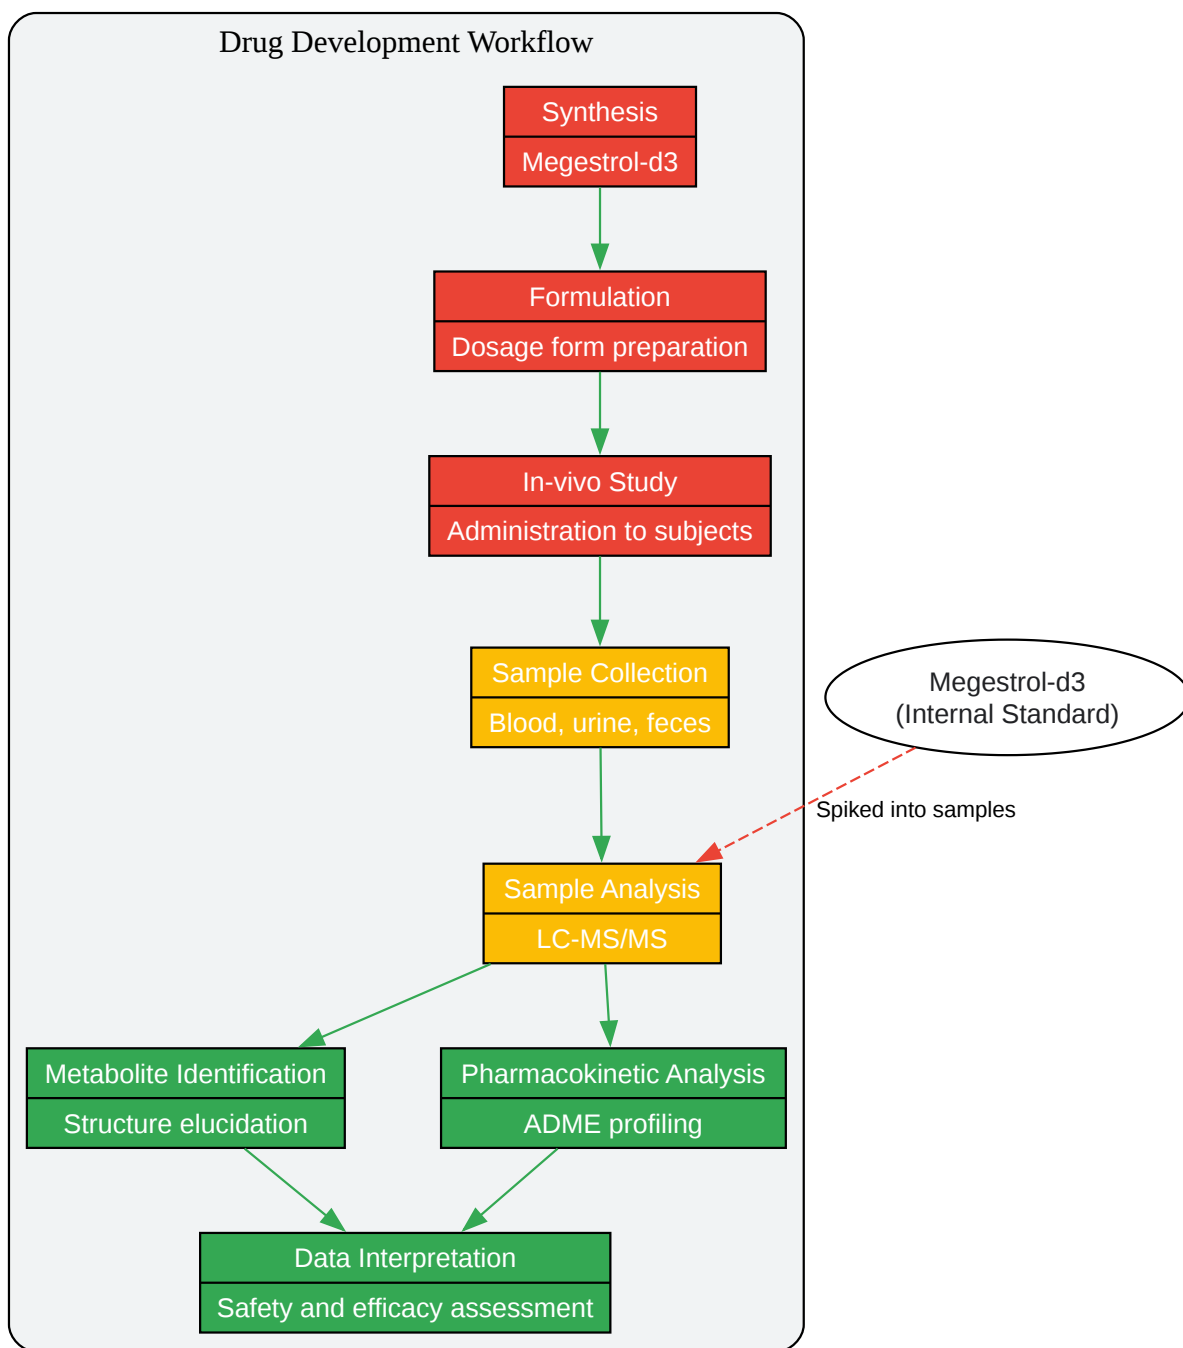 Drug Development Workflow
Synthesis
Megestrol-d3
Formulation
Dosage form preparation
In-vivo Study
Administration to subjects
Sample Collection
Blood, urine, feces
Megestrol-d3
(Internal Standard)
Spiked into samples
Sample Analysis
LC-MS/MS
Metabolite Identification
Structure elucidation
Pharmacokinetic Analysis
ADME profiling
Data Interpretation
Safety and efficacy assessment